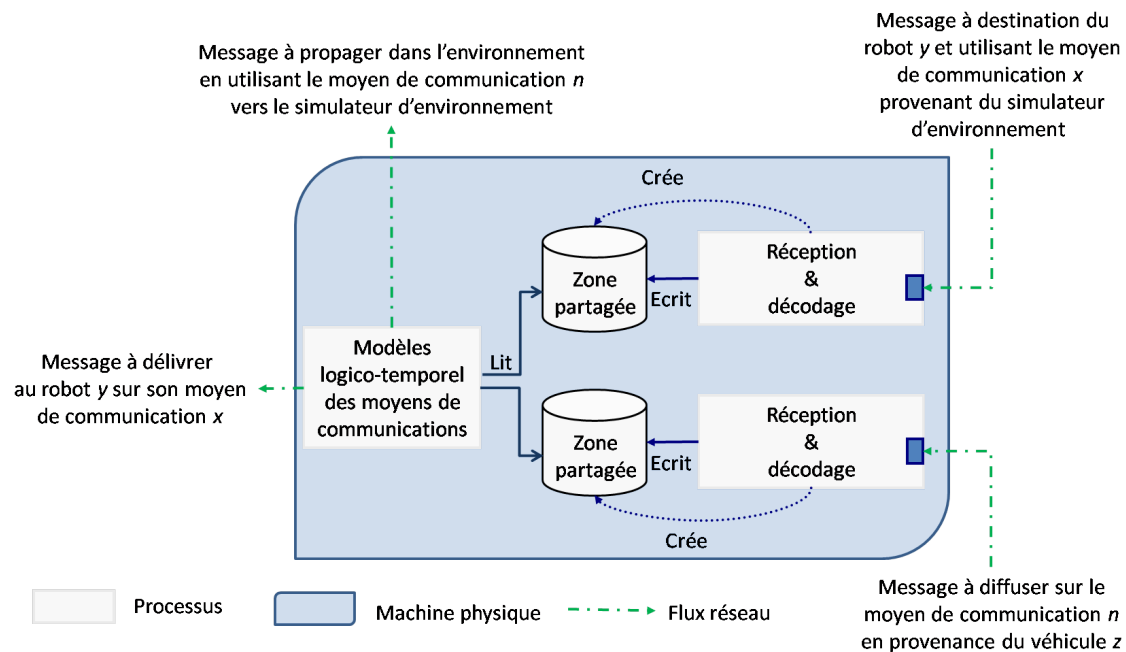 Message à propager dans l’environnement
en utilisant le moyen de communication n
vers le simulateur d’environnement
Message à destination du
robot y et utilisant le moyen
de communication x
provenant du simulateur
d’environnement
Crée
Zone
partagée
Ecrit
Réception
&
décodage
Modèles
logico-temporel
des moyens de
communications
Lit
Message à délivrer
au robot y sur son moyen
de communication x
Zone
partagée
Ecrit
Réception
&
décodage
Crée
Message à diffuser sur le
moyen de communication n
en provenance du véhicule z
Processus
Machine physique
Flux réseau